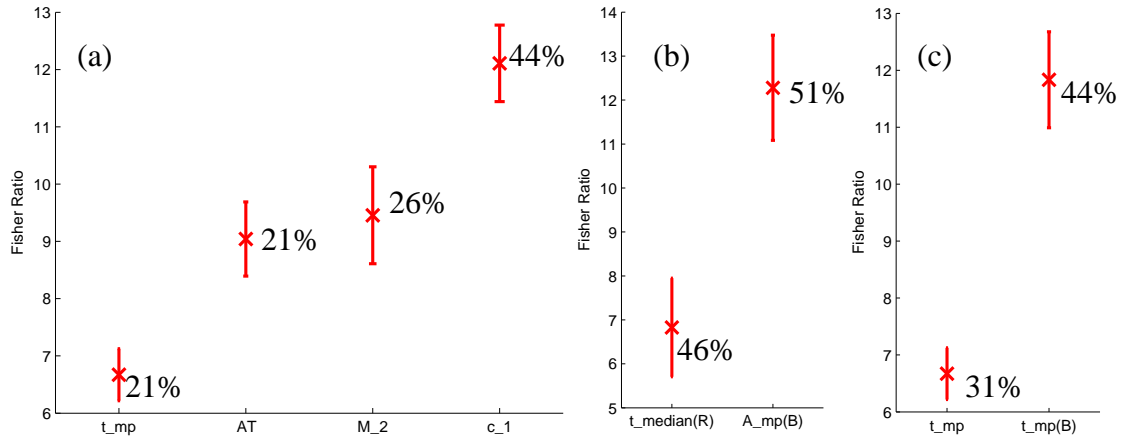 (a)
Fisher Ratio
13
12
11
10
9
8
7
6
44%
26%
21%
21%
t_mp
AT
M_2
c_1
(b)
Fisher Ratio
14
13
12
11
10
9
8
7
6
5
51%
46%
t_median(R)
A_mp(B)
(c)
Fisher Ratio
13
12
11
10
9
8
7
6
44%
31%
t_mp
t_mp(B)